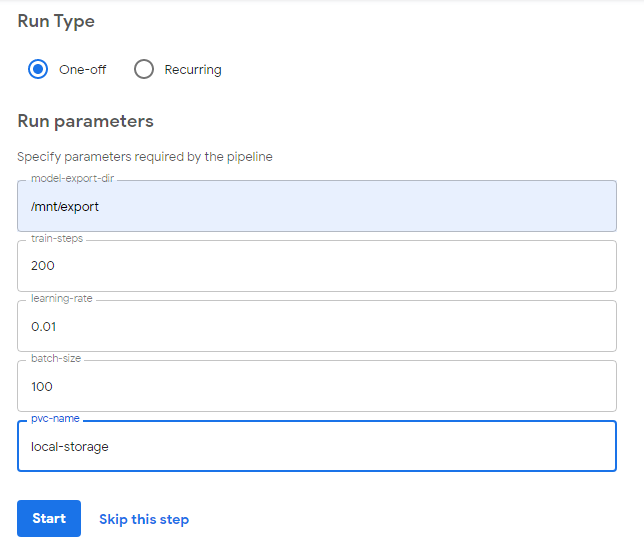 Run Type
One-off Recurring
Run parameters
Specify parameters required by the pipeline
model-export-dir
/mnt/export
train-steps
200
learning-rate
0.01
batch-size
100
pvc-name
local-storage
Start Skip this step